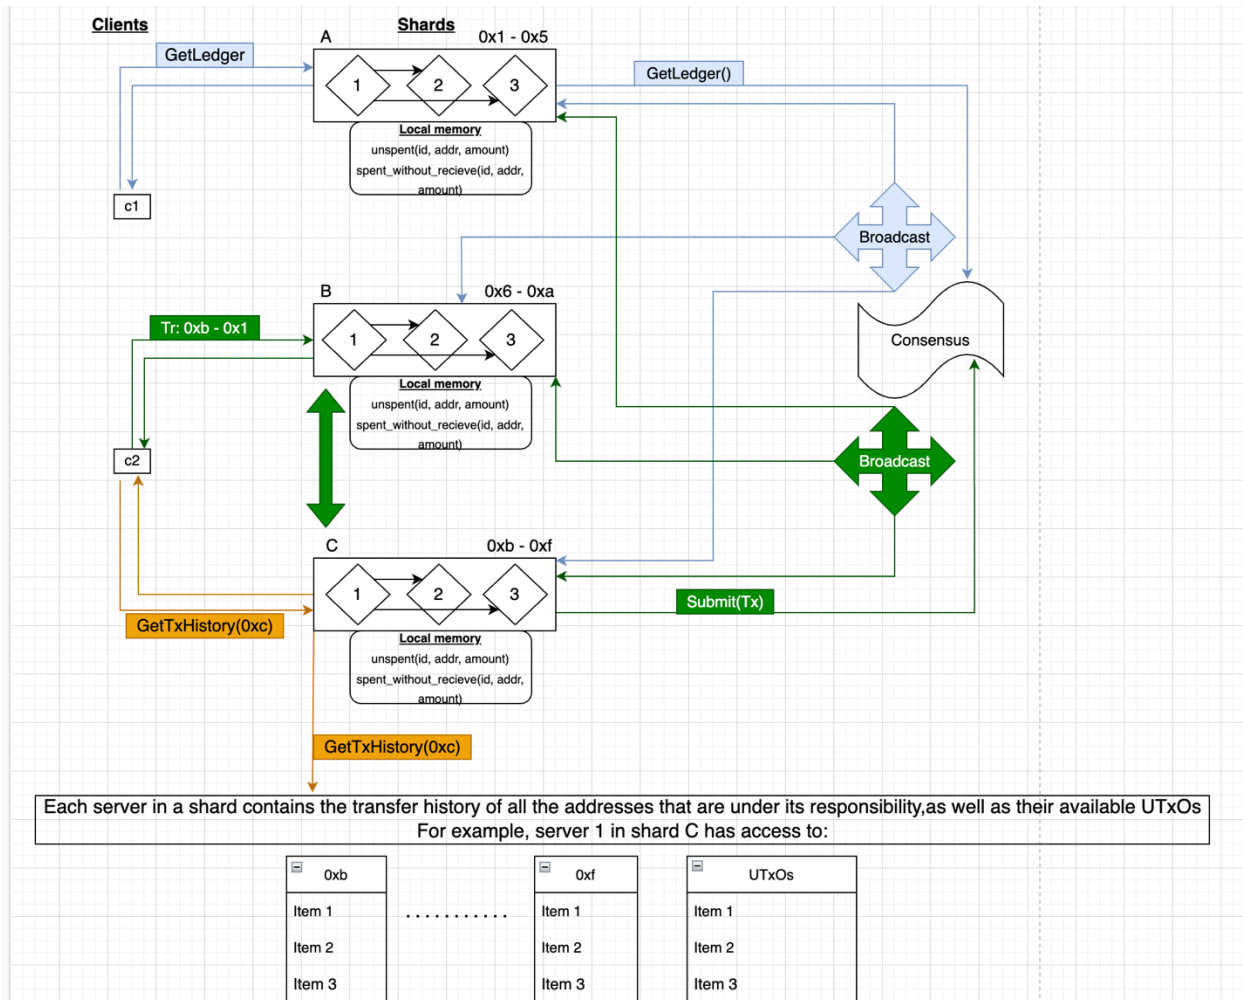 Clients
Shards
A
0x1 - 0x5
GetLedger
GetLedger()
1
2
3
Local memory
unspent(id, addr, amount)
spent_without_recieve(id, addr,
amount)
c1
Broadcast
B
0x6 - 0xa
Tr: 0xb - 0x1
1
2
3
Consensus
Local memory
unspent(id, addr, amount)
spent_without_recieve(id, addr,
amount)
c2
Broadcast
C
0xb - 0xf
1
2
3
Submit(Tx)
GetTxHistory(0xc)
Local memory
unspent(id, addr, amount)
spent_without_recieve(id, addr,
amount)
GetTxHistory(0xc)
Each server in a shard contains the transfer history of all the addresses that are under its responsibility,as well as their available UTxOs
For example, server 1 in shard C has access to:
0xb
0xf
UTxOs
Item 1
...........
Item 1
Item 1
Item 2
Item 2
Item 2
Item 3
Item 3
Item 3